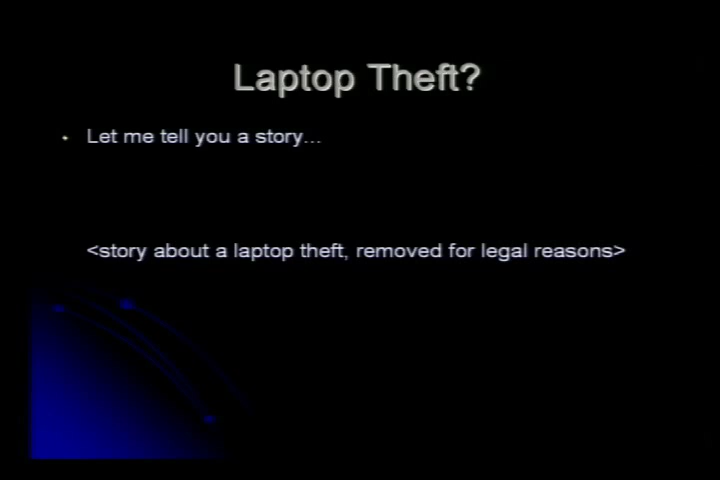 Laptop Theft?
Let me tell you a story...
<story about a laptop theft, removed for legal reasons>